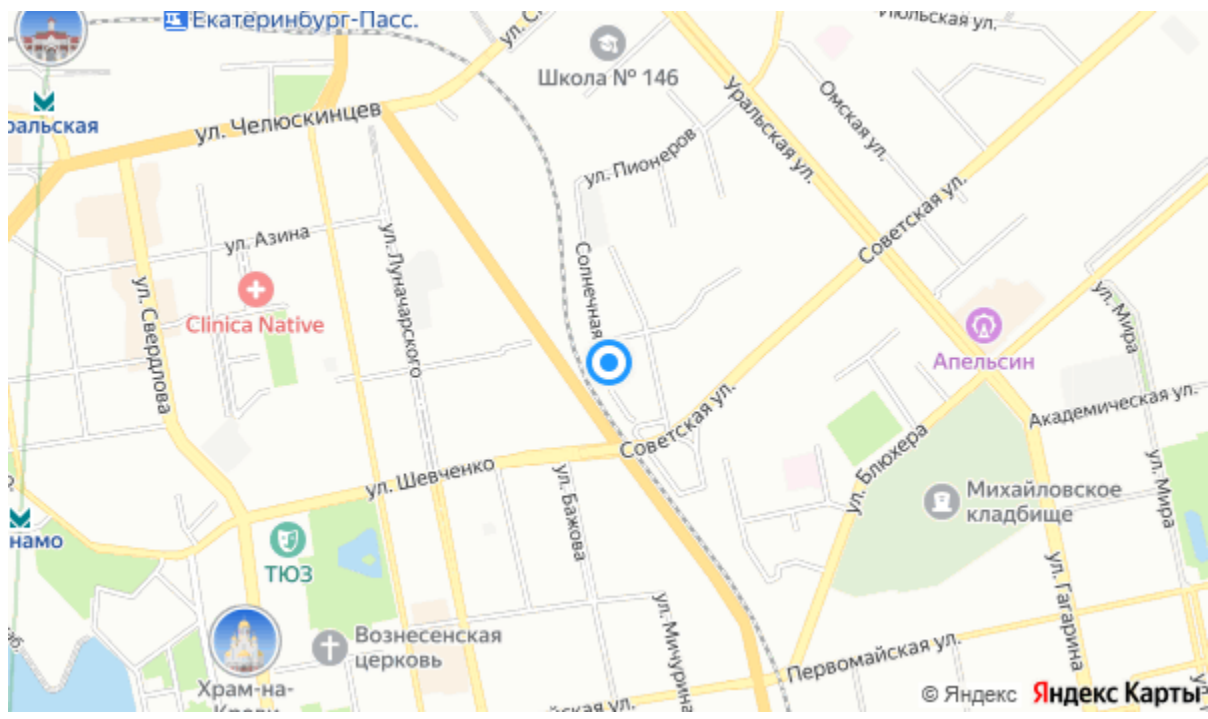 Екатеринбург-Пасс.
Июльская ул.
Школа № 146
ральская
ул. Челюскинцев
Уральская ул.
Омская ул.
ул. Пионеров
Советская ул.
ул. Азина
ул. Луначарского
Солнечная
ул. Свердлова
Clinica Native
ул. Мира
Апельсин
Советская ул.
Академическая ул.
ул. Блюхера
ул. Шевченко
ул. Бажова
ул. Мира
Михайловское
кладбище
намо
ТЮЗ
ул. Гагарина
ул. Мичурина
Вознесенская
церковь
Первомайская ул.
Храм-на-
Крови
йская ул.
© Яндекс Яндекс Карты